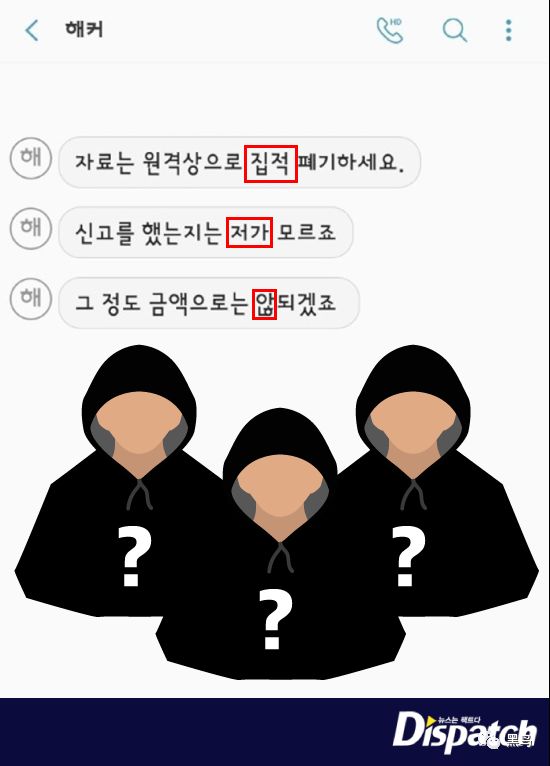 해커
HD
해 자료는 원격상으로 집적 폐기하세요.
해 신고를 했는지는 저가 모르죠
해 그 정도 금액으로는 않되겠죠
? ?
?
뉴스는 팩트다
Dispatch
黑鸟